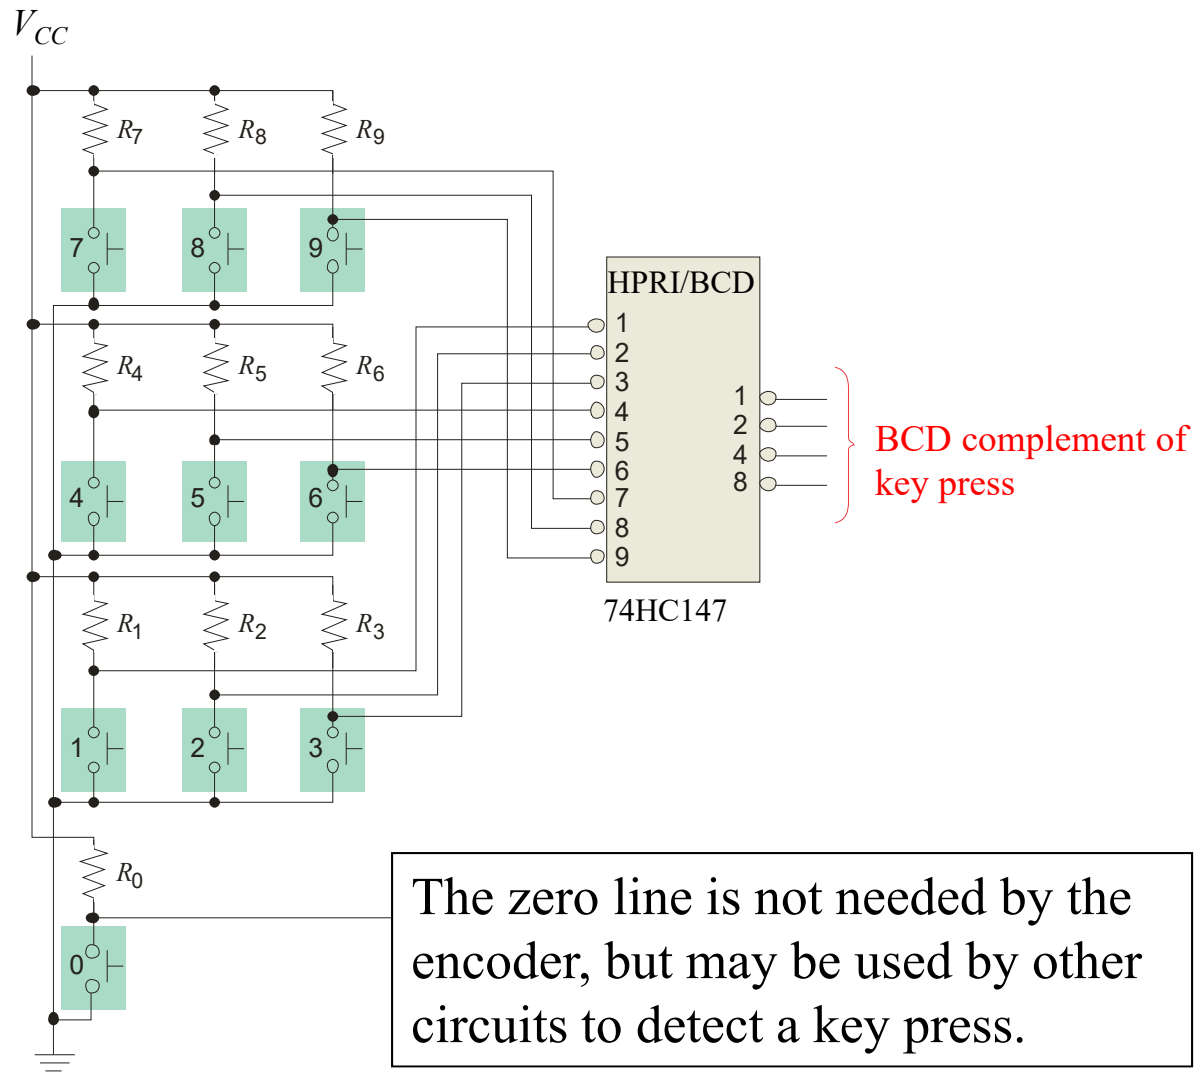 V_CC
R7 R8 R9
7 8 9
HPRI/BCD
1
2
3
4
5
6
7
8
9
1
2
4
8
BCD complement of
key press
74HC147
R4 R5 R6
4 5 6
R1 R2 R3
1 2 3
R0
0
The zero line is not needed by the
encoder, but may be used by other
circuits to detect a key press.